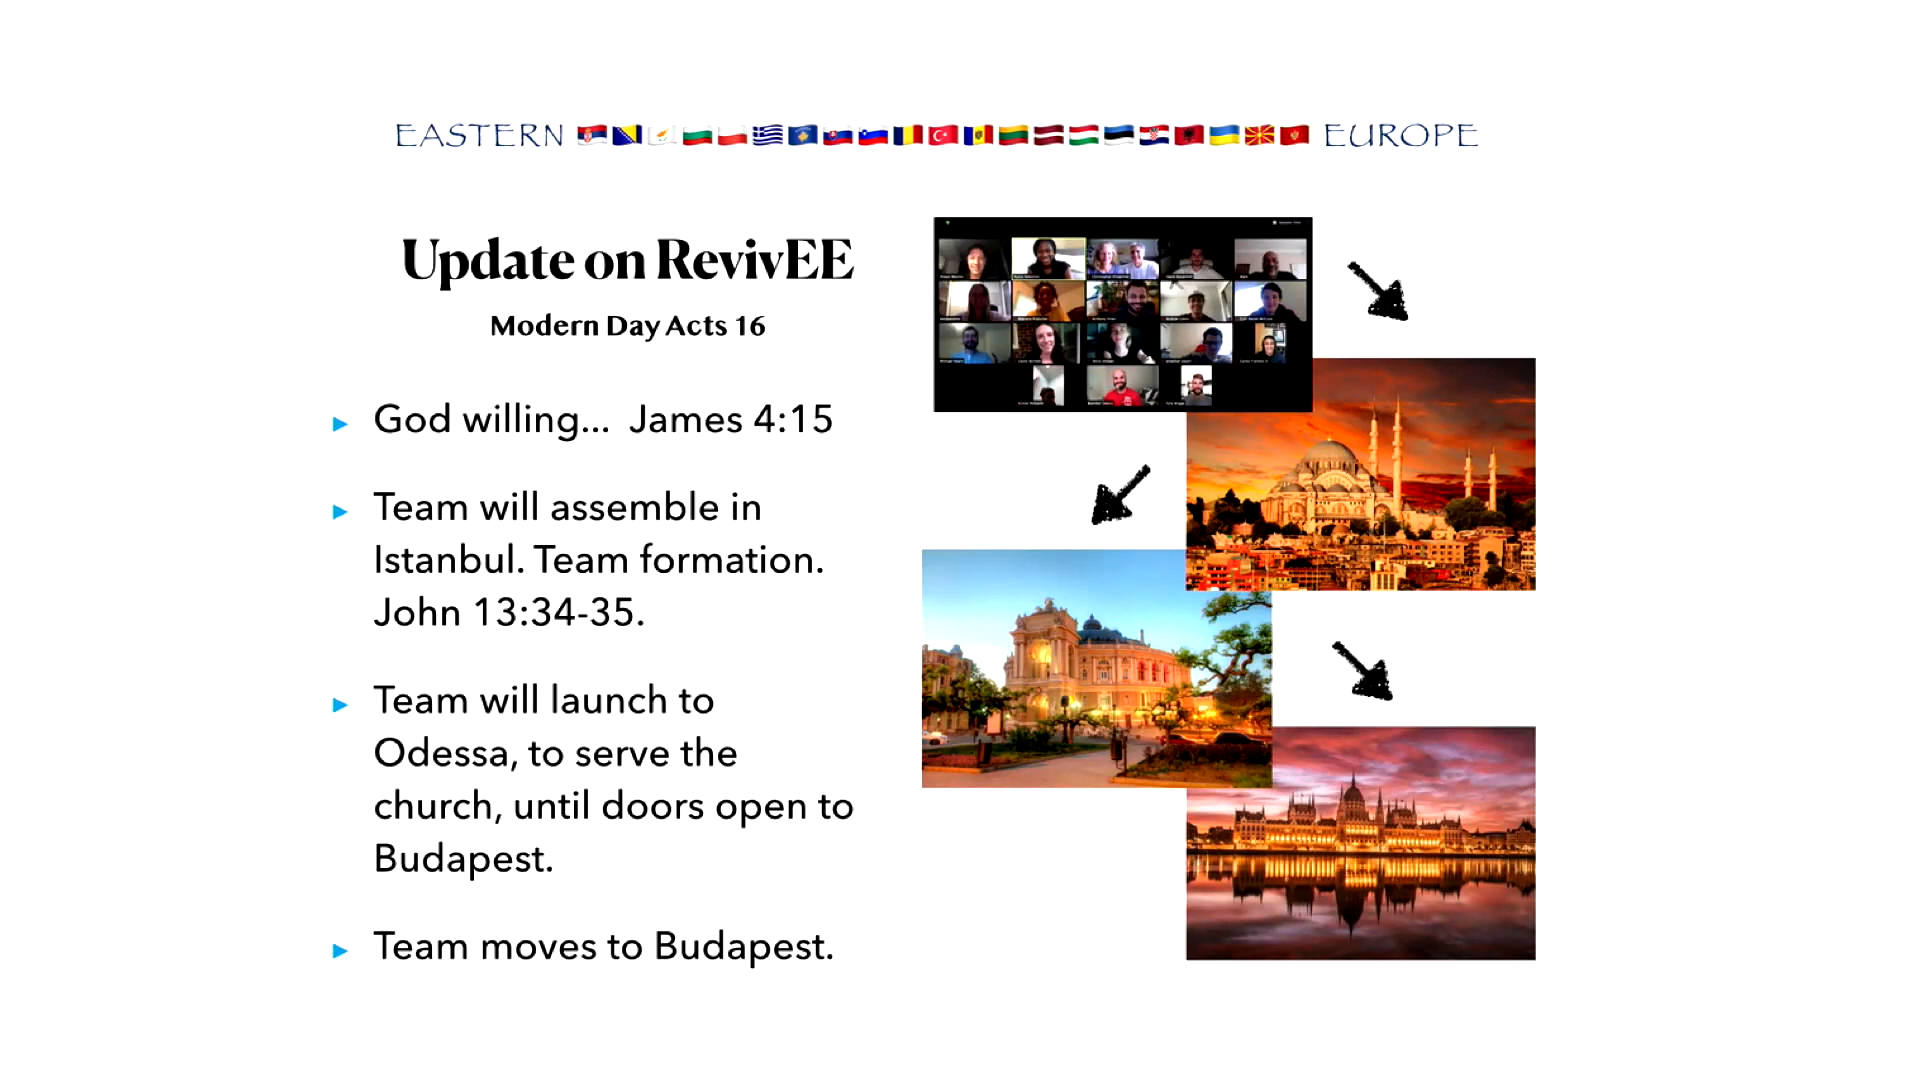 EASTERN EUROPE
Update on RevivEE
Modern Day Acts 16
God willing... James 4:15
Team will assemble in
Istanbul. Team formation.
John 13:34-35.
Team will launch to
Odessa, to serve the
church, until doors open to
Budapest.
Team moves to Budapest.